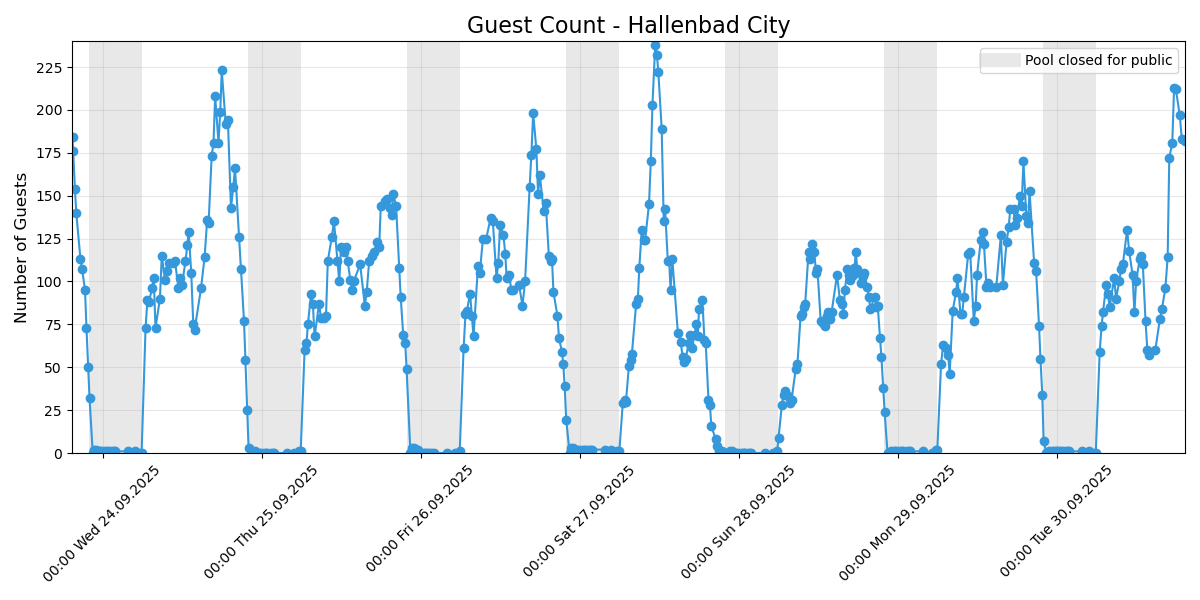 Guest Count - Hallenbad City
Pool closed for public
Number of Guests
225
200
175
150
125
100
75
50
25
0
00:00 Wed 24.09.2025
00:00 Thu 25.09.2025
00:00 Fri 26.09.2025
00:00 Sat 27.09.2025
00:00 Sun 28.09.2025
00:00 Mon 29.09.2025
00:00 Tue 30.09.2025